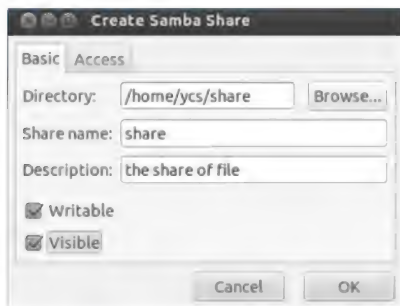 Create Samba Share
Basic Access
Directory: /home/ycs/share Browse...
Share name: share
Description: the share of file
Writable
Visible
Cancel OK